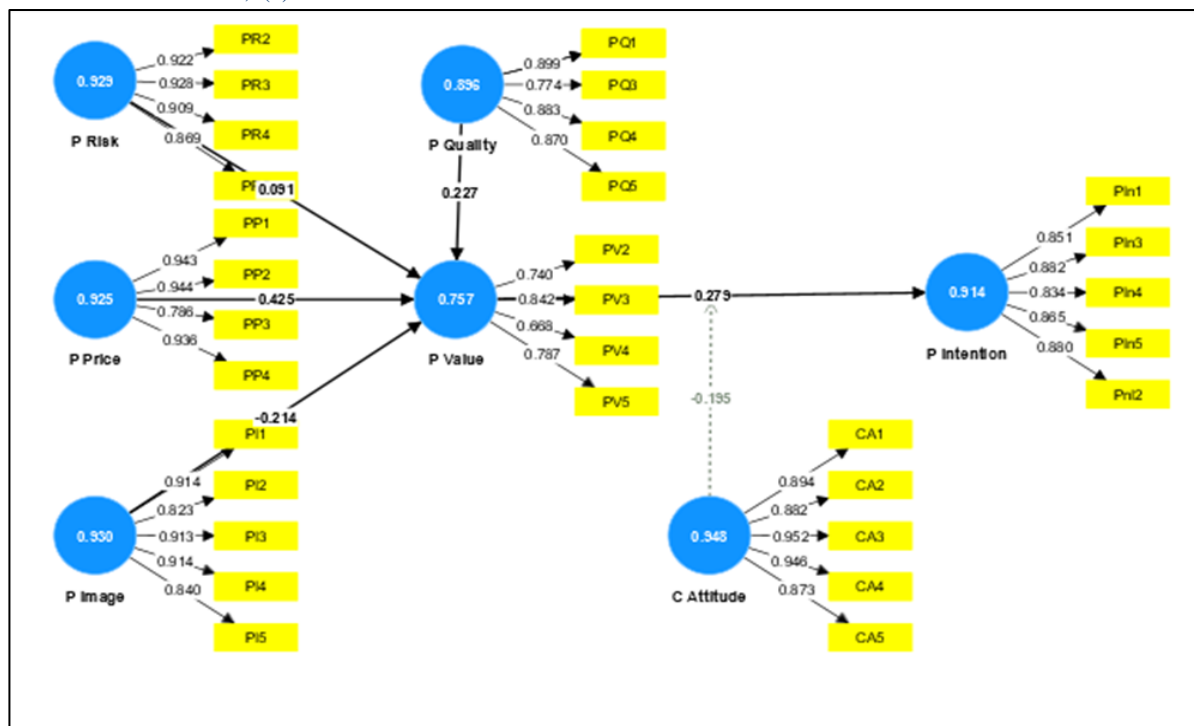 PR2
0.922
0.929
0.928
PR3
0.909
PR4
0.869
P Risk
0.091
PQ1
0.899
0.896
0.774
PQ3
0.883
PQ4
0.870
P Quality
PQ5
0.227
PP1
0.943
0.944
PP2
0.925
0.425
0.786
PP3
0.936
P Price
PP4
PV2
0.740
0.757
0.842
PV3
0.668
PV4
0.787
P Value
PV5
0.279
PIn1
0.851
0.882
PIn3
0.914
0.834
PIn4
0.865
PIn5
0.880
P Intention
PnI2
-0.195
-0.214
PI1
0.914
PI2
0.823
0.930
0.913
PI3
0.914
PI4
0.840
P Image
PI5
CA1
0.894
CA2
0.882
0.948
0.952
CA3
0.946
CA4
0.873
C Attitude
CA5